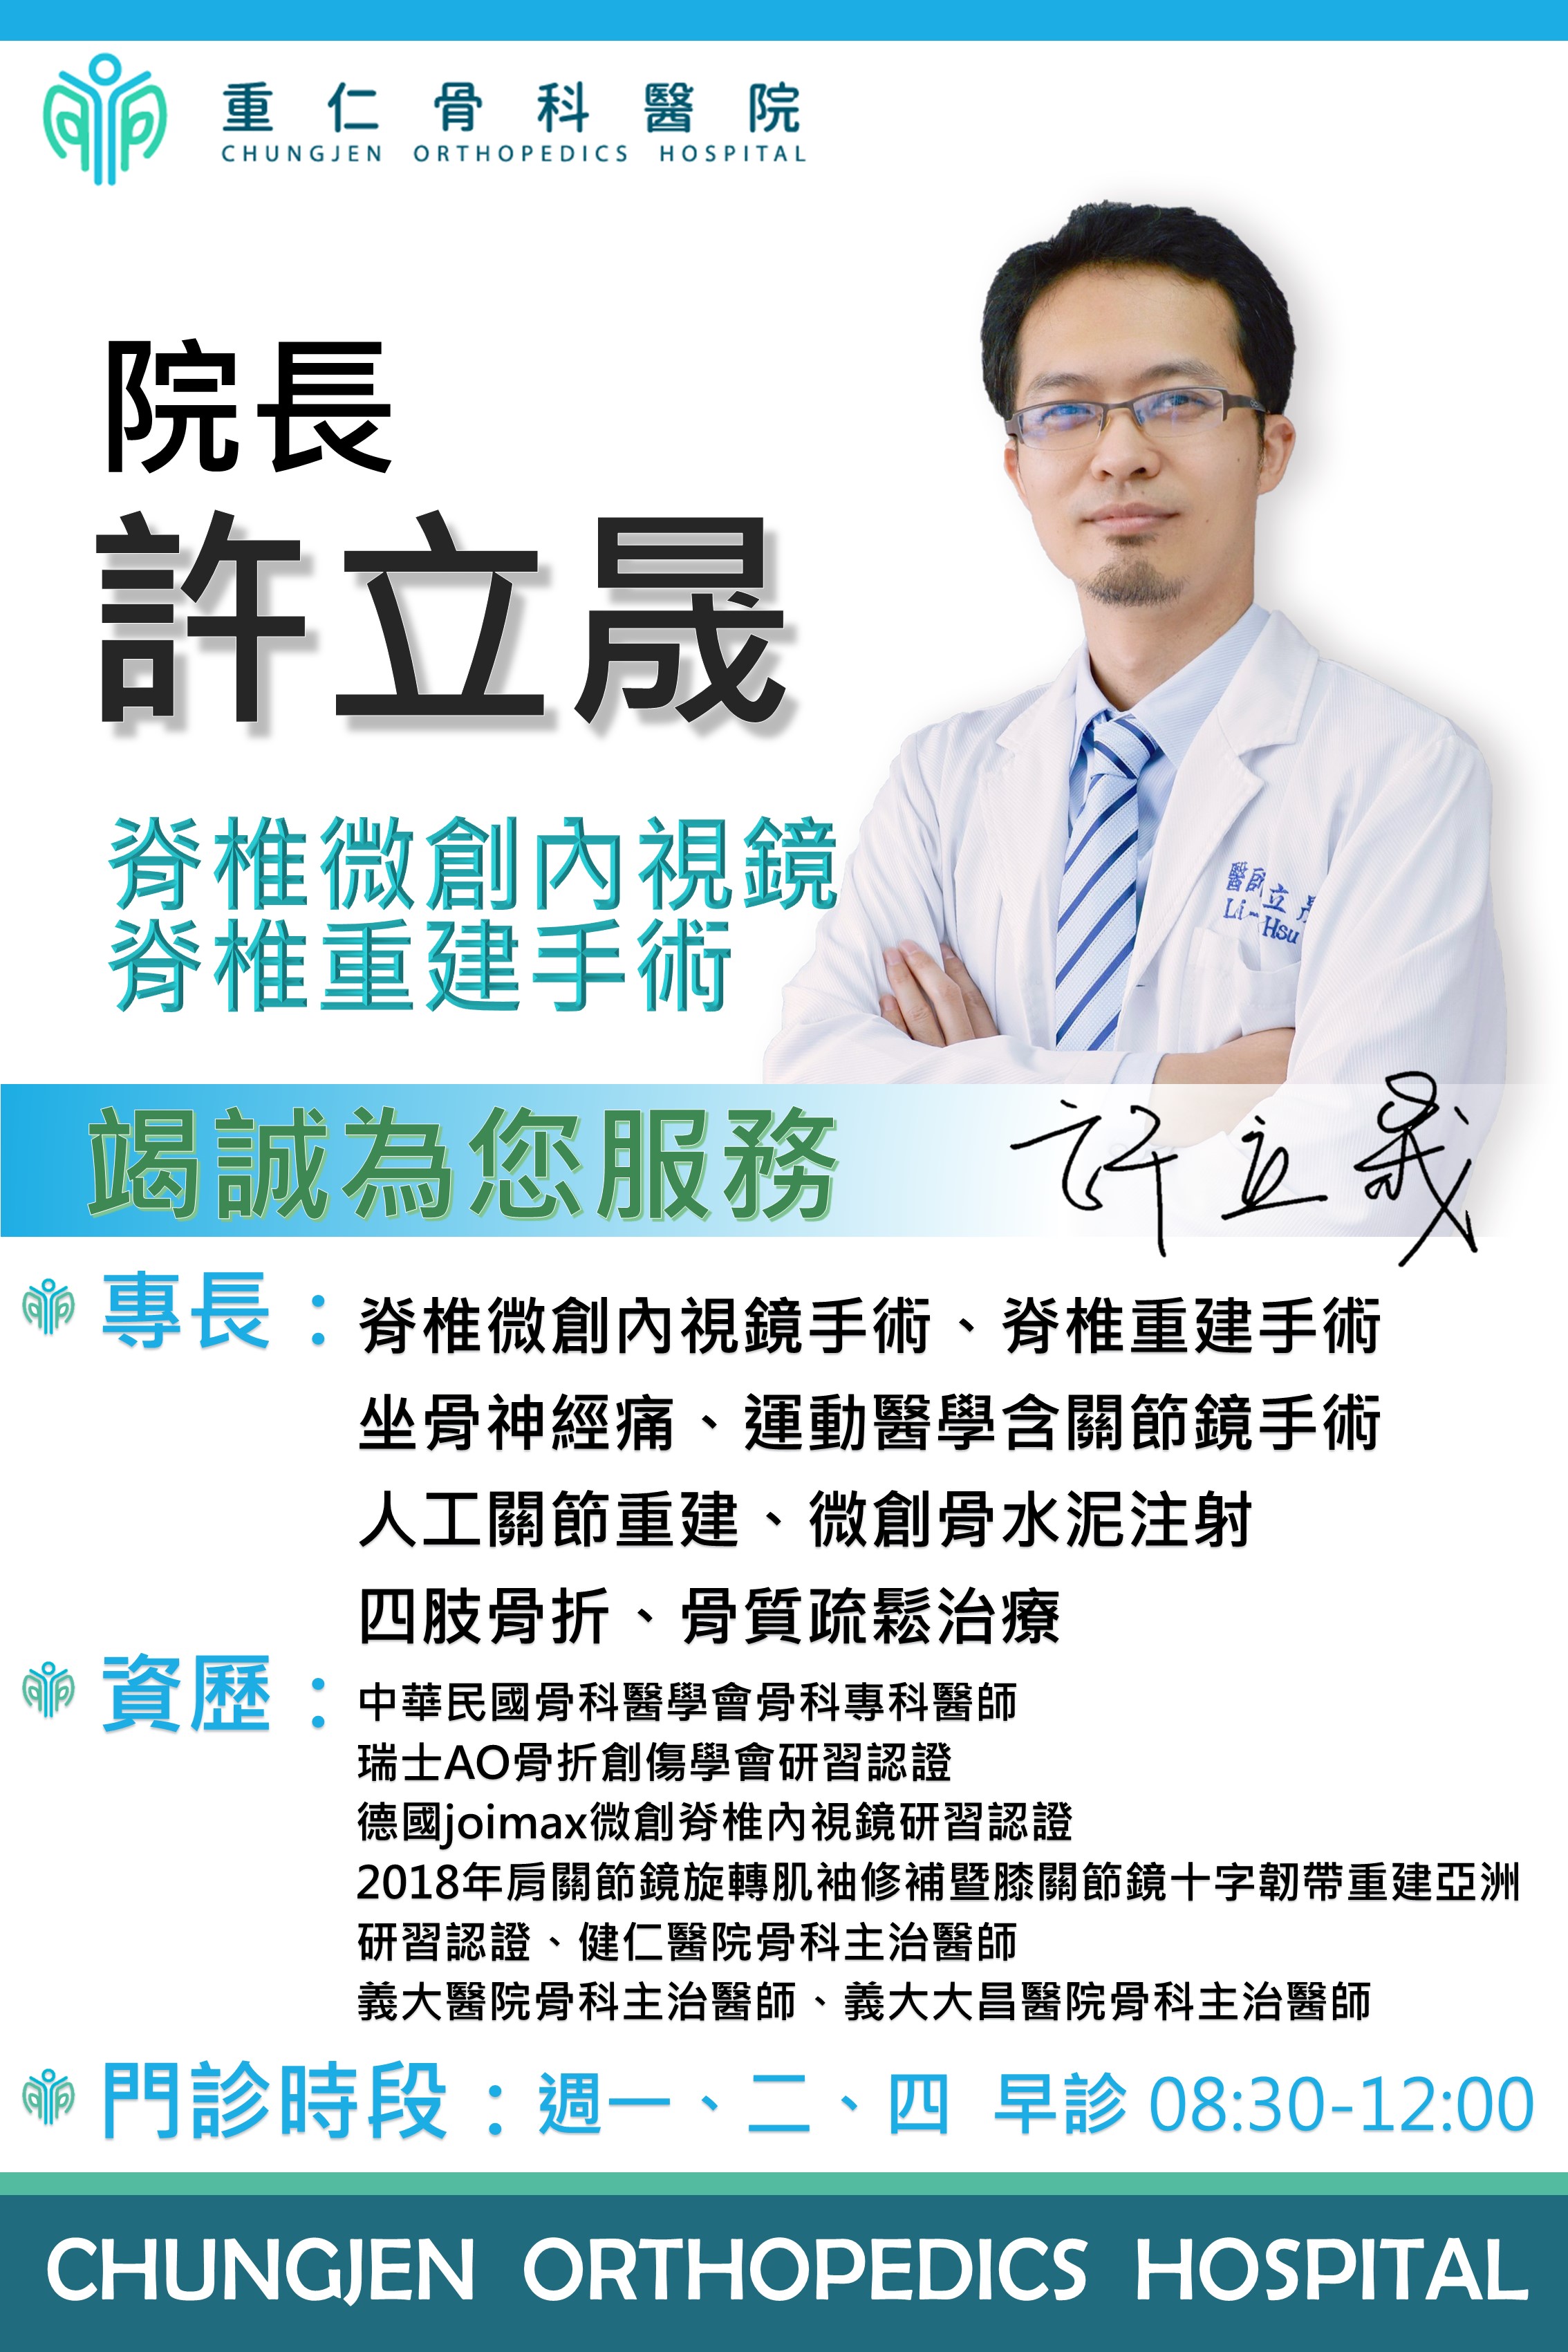 重仁骨科醫院
CHUNGJEN ORTHOPEDICS HOSPITAL
院長
許立晟
脊椎微創內視鏡
脊椎重建手術
醫師 立
Li- Hsu
竭誠為您服務
許立晟
專長：脊椎微創內視鏡手術、脊椎重建手術
坐骨神經痛、運動醫學含關節鏡手術
人工關節重建、微創骨水泥注射
四肢骨折、骨質疏鬆治療
資歷：中華民國骨科醫學會骨科專科醫師
瑞士AO骨折創傷學會研習認證
德國joimax微創脊椎內視鏡研習認證
2018年肩關節鏡旋轉肌袖修補暨膝關節鏡十字韌帶重建亞洲
研習認證、健仁醫院骨科主治醫師
義大醫院骨科主治醫師、義大大昌醫院骨科主治醫師
門診時段：週一、二、四 早診 08:30-12:00
CHUNGJEN ORTHOPEDICS HOSPITAL